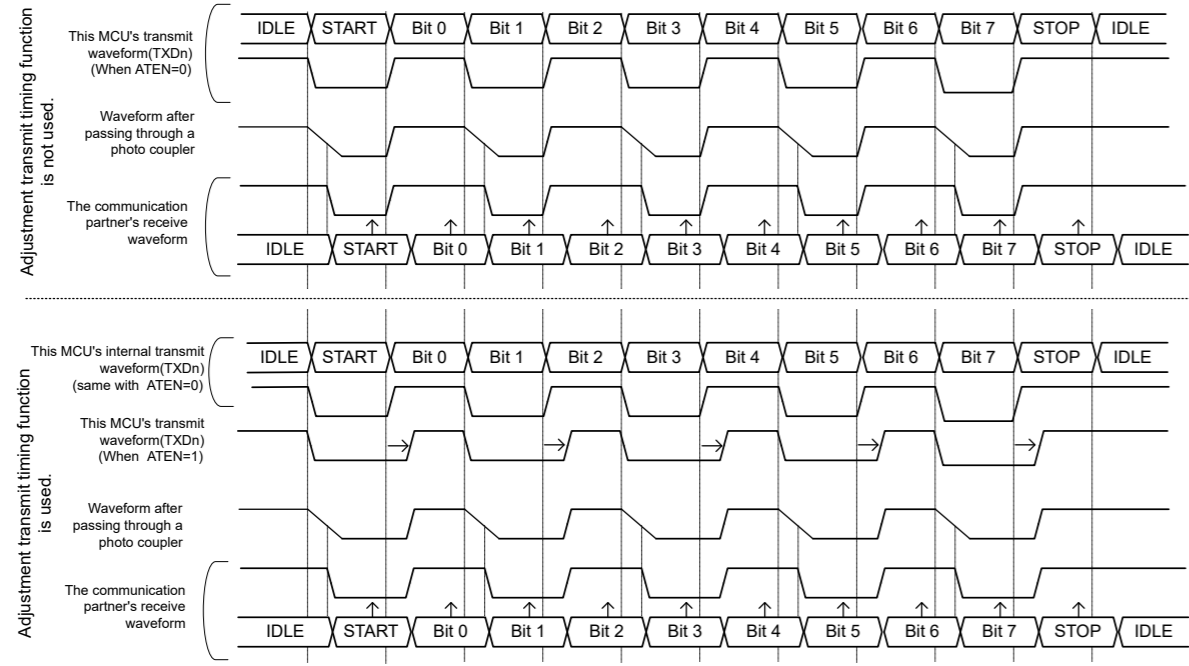 Adjustment transmit timing function
is not used.
This MCU's transmit
waveform(TXDn)
(When ATEN=0)
IDLE START Bit 0 Bit 1 Bit 2 Bit 3 Bit 4 Bit 5 Bit 6 Bit 7 STOP IDLE
Waveform after
passing through a
photo coupler
The communication
partner's receive
waveform
IDLE START Bit 0 Bit 1 Bit 2 Bit 3 Bit 4 Bit 5 Bit 6 Bit 7 STOP IDLE
Adjustment transmit timing function
is used.
This MCU's internal transmit
waveform(TXDn)
(same with ATEN=0)
IDLE START Bit 0 Bit 1 Bit 2 Bit 3 Bit 4 Bit 5 Bit 6 Bit 7 STOP IDLE
This MCU's transmit
waveform(TXDn)
(When ATEN=1)
Waveform after
passing through a
photo coupler
The communication
partner's receive
waveform
IDLE START Bit 0 Bit 1 Bit 2 Bit 3 Bit 4 Bit 5 Bit 6 Bit 7 STOP IDLE